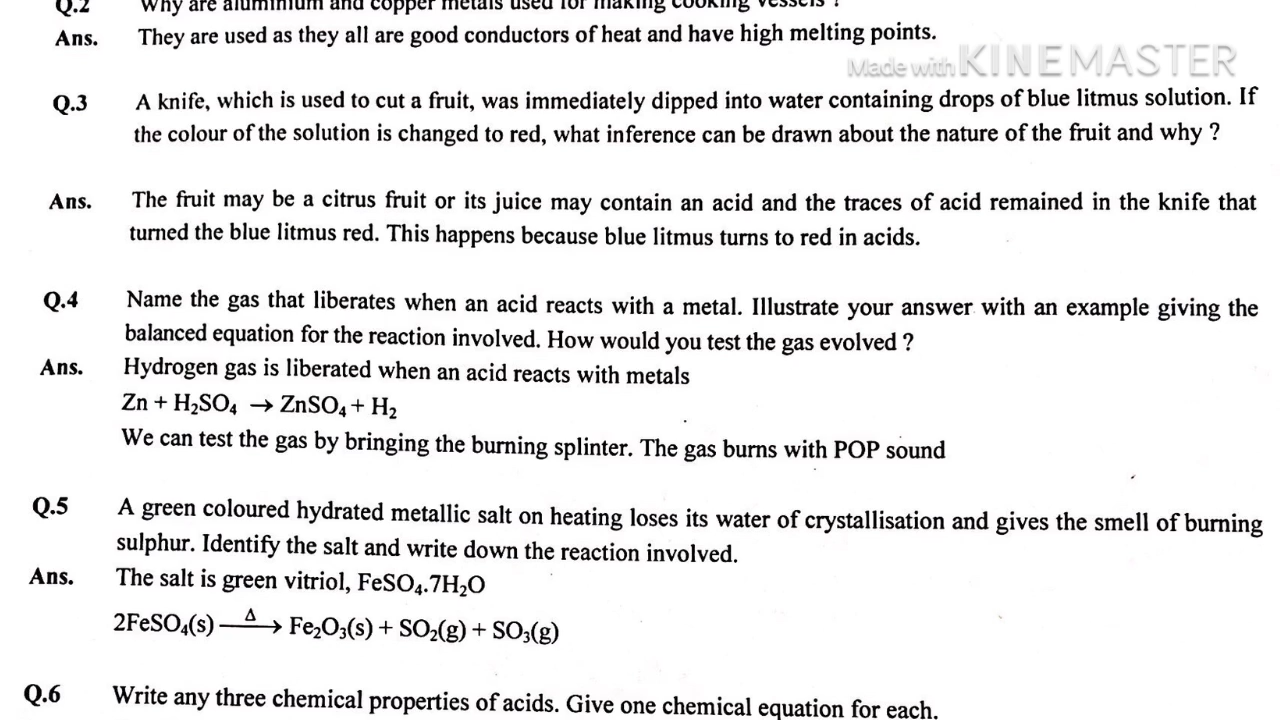 Q.2 Why are aluminium and copper metals used for making cooking vessels ?
Ans. They are used as they all are good conductors of heat and have high melting points.
Made with KINEMASTER
Q.3 A knife, which is used to cut a fruit, was immediately dipped into water containing drops of blue litmus solution. If
the colour of the solution is changed to red, what inference can be drawn about the nature of the fruit and why ?
Ans. The fruit may be a citrus fruit or its juice may contain an acid and the traces of acid remained in the knife that
turned the blue litmus red. This happens because blue litmus turns to red in acids.
Q.4 Name the gas that liberates when an acid reacts with a metal. Illustrate your answer with an example giving the
balanced equation for the reaction involved. How would you test the gas evolved ?
Ans. Hydrogen gas is liberated when an acid reacts with metals
Zn + H₂SO₄ → ZnSO₄ + H₂
We can test the gas by bringing the burning splinter. The gas burns with POP sound
Q.5 A green coloured hydrated metallic salt on heating loses its water of crystallisation and gives the smell of burning
sulphur. Identify the salt and write down the reaction involved.
Ans. The salt is green vitriol, FeSO₄.7H₂O
2FeSO₄(s) —Δ→ Fe₂O₃(s) + SO₂(g) + SO₃(g)
Q.6 Write any three chemical properties of acids. Give one chemical equation for each.